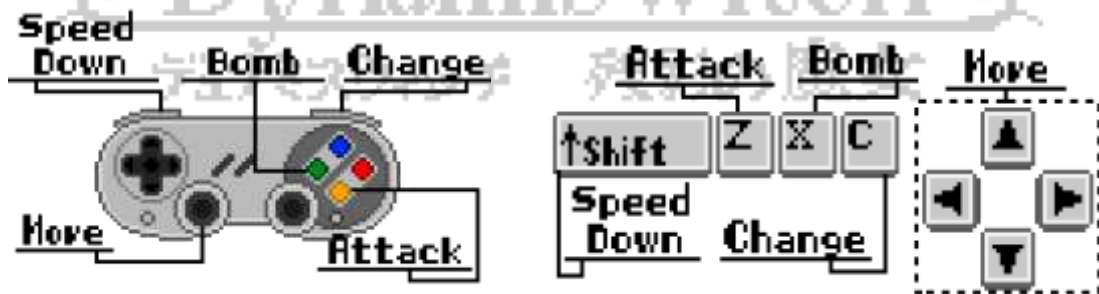 Speed
Down
Bomb
Change
Move
Attack
Attack
Bomb
Move
↑Shift
Z
X
C
Speed
Down
Change